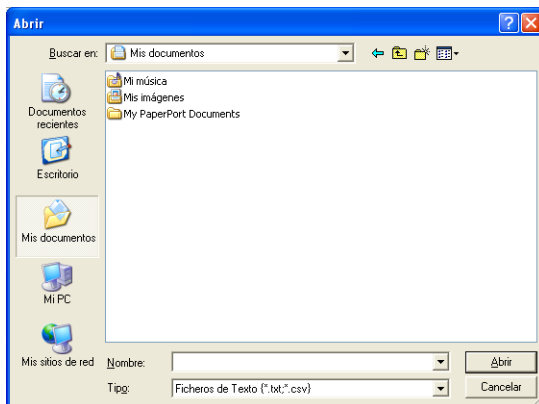 Abrir
Buscar en:
Mis documentos
Mi música
Mis imágenes
My PaperPort Documents
Documentos
recientes
Escritorio
Mis documentos
Mi PC
Mis sitios de red
Nombre:
Abrir
Tipo:
Ficheros de Texto {*.txt;*.csv}
Cancelar